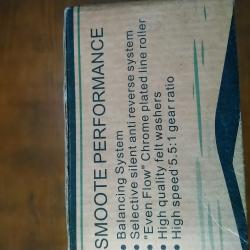 SMOOTE PERFORMANCE
• Balancing System
• Selective silent anti reverse system
• "Even Flow" Chrome plated line roller
• High quality felt washers
• High speed 5.5:1 gear ratio